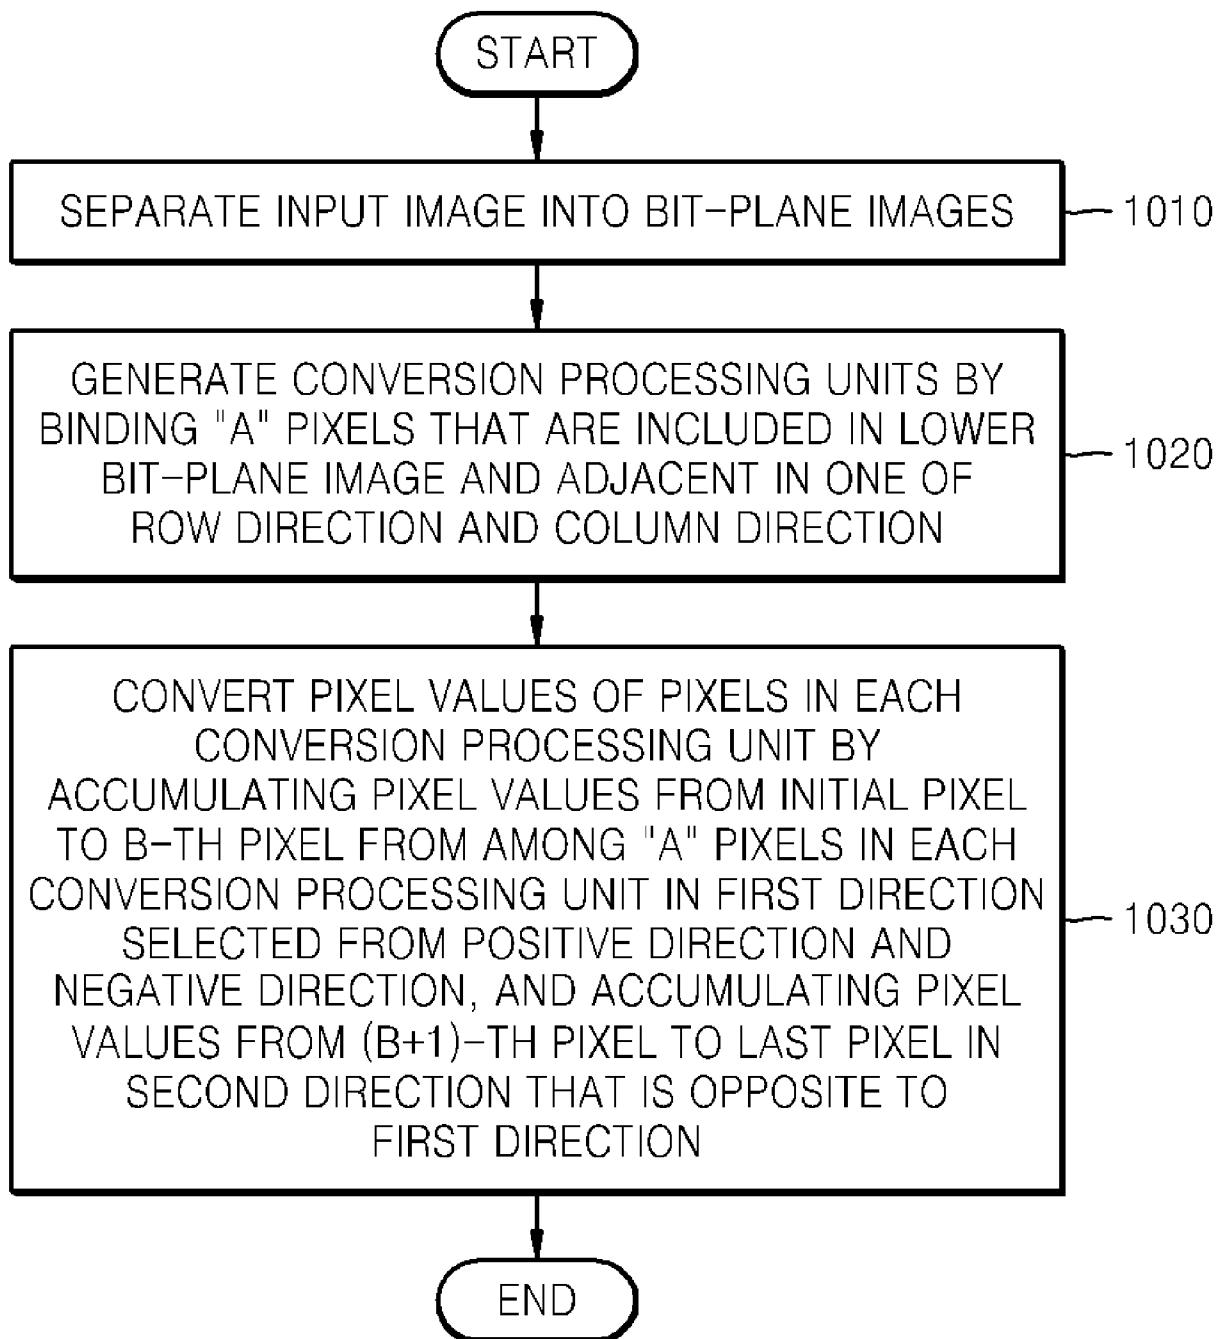 START
SEPARATE INPUT IMAGE INTO BIT-PLANE IMAGES
1010
GENERATE CONVERSION PROCESSING UNITS BY
BINDING "A" PIXELS THAT ARE INCLUDED IN LOWER
BIT-PLANE IMAGE AND ADJACENT IN ONE OF
ROW DIRECTION AND COLUMN DIRECTION
1020
CONVERT PIXEL VALUES OF PIXELS IN EACH
CONVERSION PROCESSING UNIT BY
ACCUMULATING PIXEL VALUES FROM INITIAL PIXEL
TO B-TH PIXEL FROM AMONG "A" PIXELS IN EACH
CONVERSION PROCESSING UNIT IN FIRST DIRECTION
SELECTED FROM POSITIVE DIRECTION AND
NEGATIVE DIRECTION, AND ACCUMULATING PIXEL
VALUES FROM (B+1)-TH PIXEL TO LAST PIXEL IN
SECOND DIRECTION THAT IS OPPOSITE TO
FIRST DIRECTION
1030
END